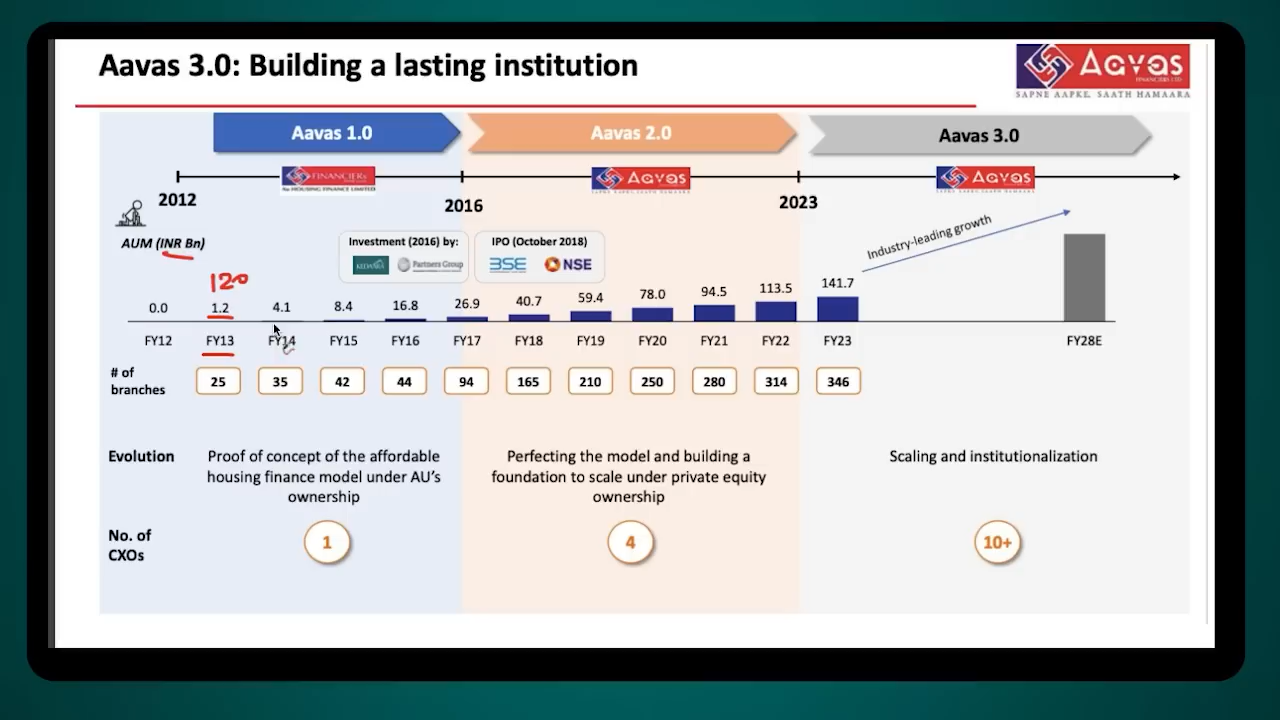 Aavas 3.0: Building a lasting institution
Aavas
FINANCIERS LTD
SAPNE AAPKE, SAATH HAMAARA
Aavas 1.0
Aavas 2.0
Aavas 3.0
FINANCIERS
Aavas
Aavas
2012
2016
2023
AUM (INR Bn)
Investment (2016) by:
KEDAARA
Partners Group
IPO (October 2018)
BSE
NSE
Industry-leading growth
120
0.0 1.2 4.1 8.4 16.8 26.9 40.7 59.4 78.0 94.5 113.5 141.7
FY12 FY13 FY14 FY15 FY16 FY17 FY18 FY19 FY20 FY21 FY22 FY23 FY28E
# of
branches
25 35 42 44 94 165 210 250 280 314 346
Evolution
Proof of concept of the affordable
housing finance model under AU's
ownership
Perfecting the model and building a
foundation to scale under private equity
ownership
Scaling and institutionalization
No. of
CXOs
1
4
10+